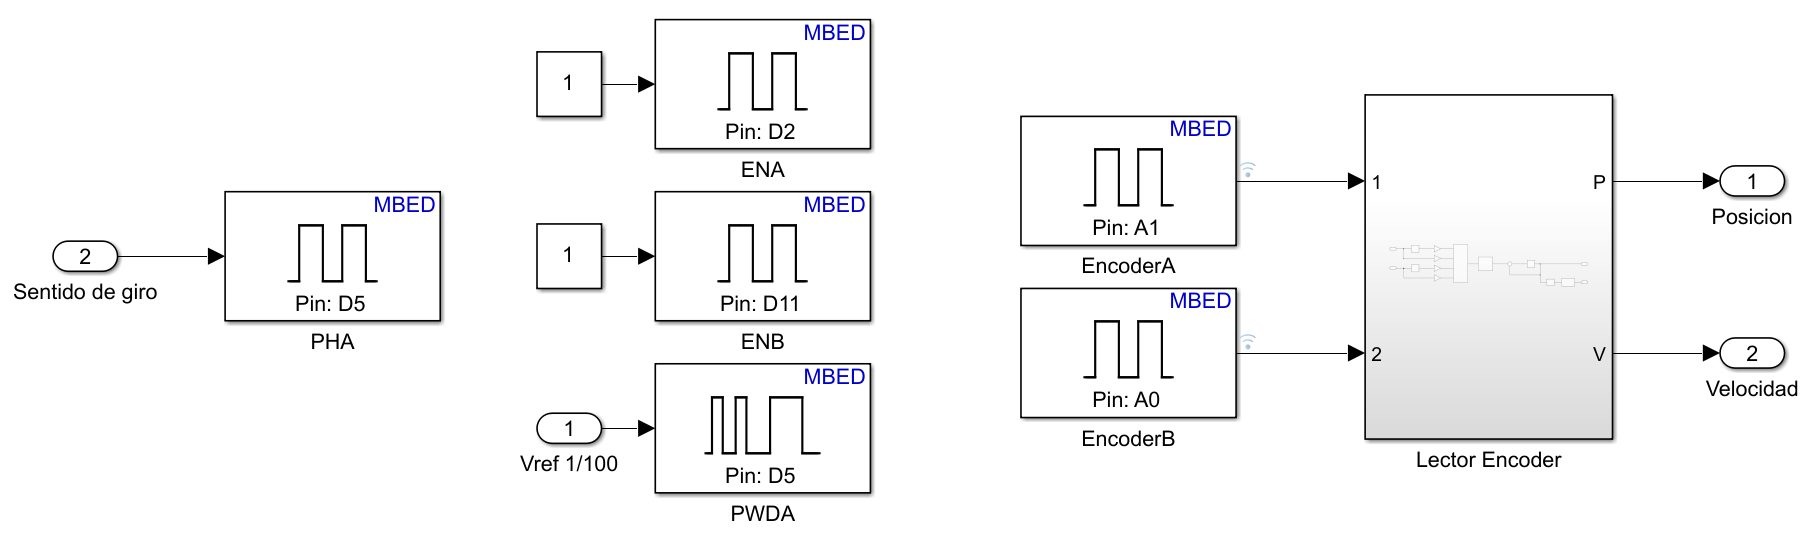 2
Sentido de giro
MBED
Pin: D5
PHA
1
MBED
Pin: D2
ENA
1
MBED
Pin: D11
ENB
1
Vref 1/100
MBED
Pin: D5
PWDA
MBED
Pin: A1
EncoderA
MBED
Pin: A0
EncoderB
1
2
P
V
Lector Encoder
1
Posicion
2
Velocidad